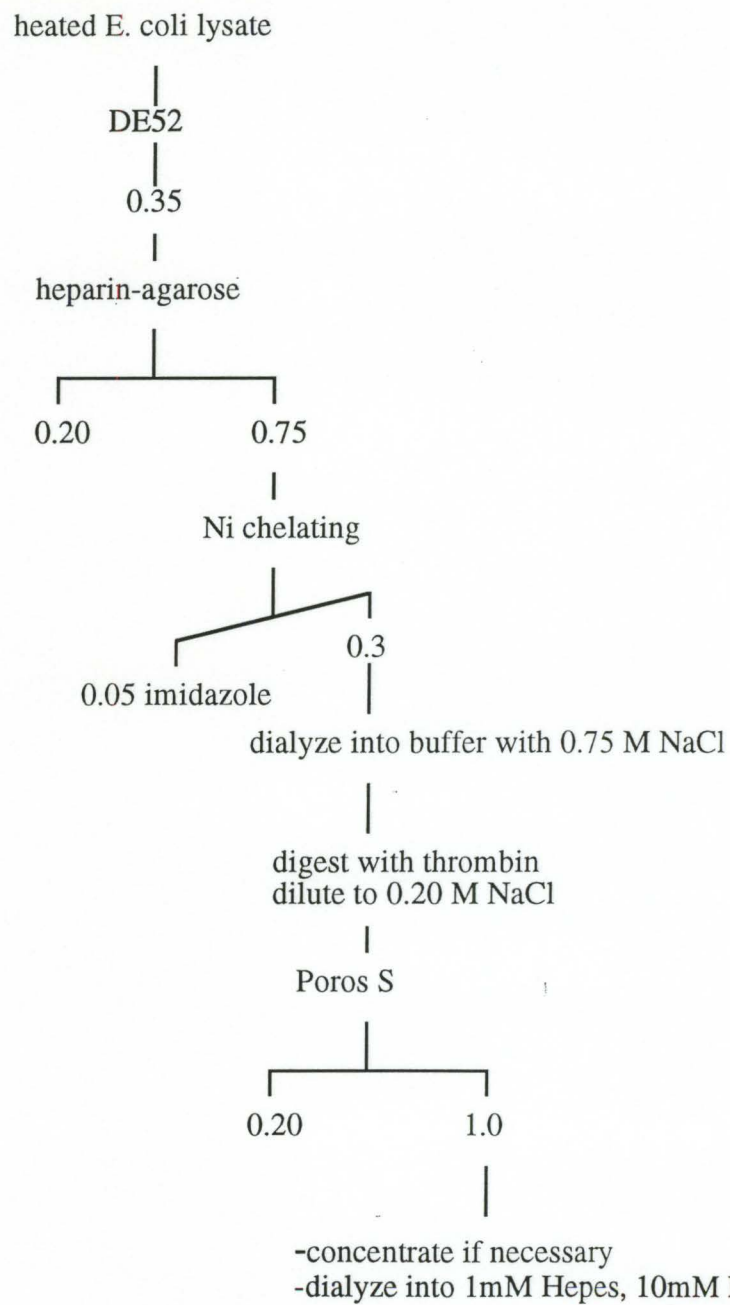 heated E. coli lysate
DE52
0.35
heparin-agarose
0.20 0.75
Ni chelating
0.3
0.05 imidazole
dialyze into buffer with 0.75 M NaCl
digest with thrombin
dilute to 0.20 M NaCl
Poros S
0.20 1.0
-concentrate if necessary
-dialyze into 1mM Hepes, 10mM